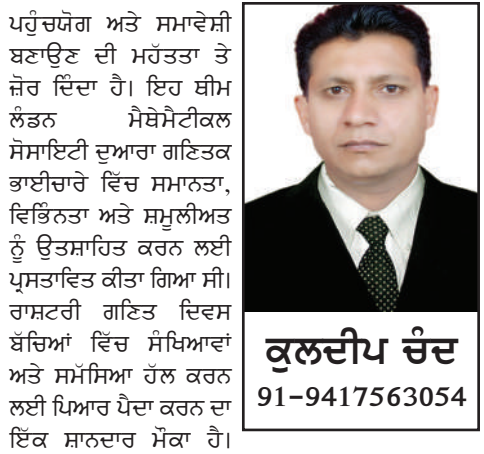 ਪਹੁੰਚਯੋਗ ਅਤੇ ਸਮਾਵੇਸ਼ੀ
ਬਣਾਉਣ ਦੀ ਮਹੱਤਤਾ ਤੇ
ਜ਼ੋਰ ਦਿੰਦਾ ਹੈ। ਇਹ ਥੀਮ
ਲੰਡਨ ਮੈਥੇਮੈਟੀਕਲ
ਸੋਸਾਇਟੀ ਦੁਆਰਾ ਗਣਿਤਕ
ਭਾਈਚਾਰੇ ਵਿੱਚ ਸਮਾਨਤਾ,
ਵਿਭਿੰਨਤਾ ਅਤੇ ਸ਼ਮੂਲੀਅਤ
ਨੂੰ ਉਤਸ਼ਾਹਿਤ ਕਰਨ ਲਈ
ਪ੍ਰਸਤਾਵਿਤ ਕੀਤਾ ਗਿਆ ਸੀ।
ਰਾਸ਼ਟਰੀ ਗਣਿਤ ਦਿਵਸ
ਬੱਚਿਆਂ ਵਿੱਚ ਸੰਖਿਆਵਾਂ
ਅਤੇ ਸਮੱਸਿਆ ਹੱਲ ਕਰਨ
ਲਈ ਪਿਆਰ ਪੈਦਾ ਕਰਨ ਦਾ
ਇੱਕ ਸ਼ਾਨਦਾਰ ਮੌਕਾ ਹੈ।
ਕੁਲਦੀਪ ਚੰਦ
91-9417563054